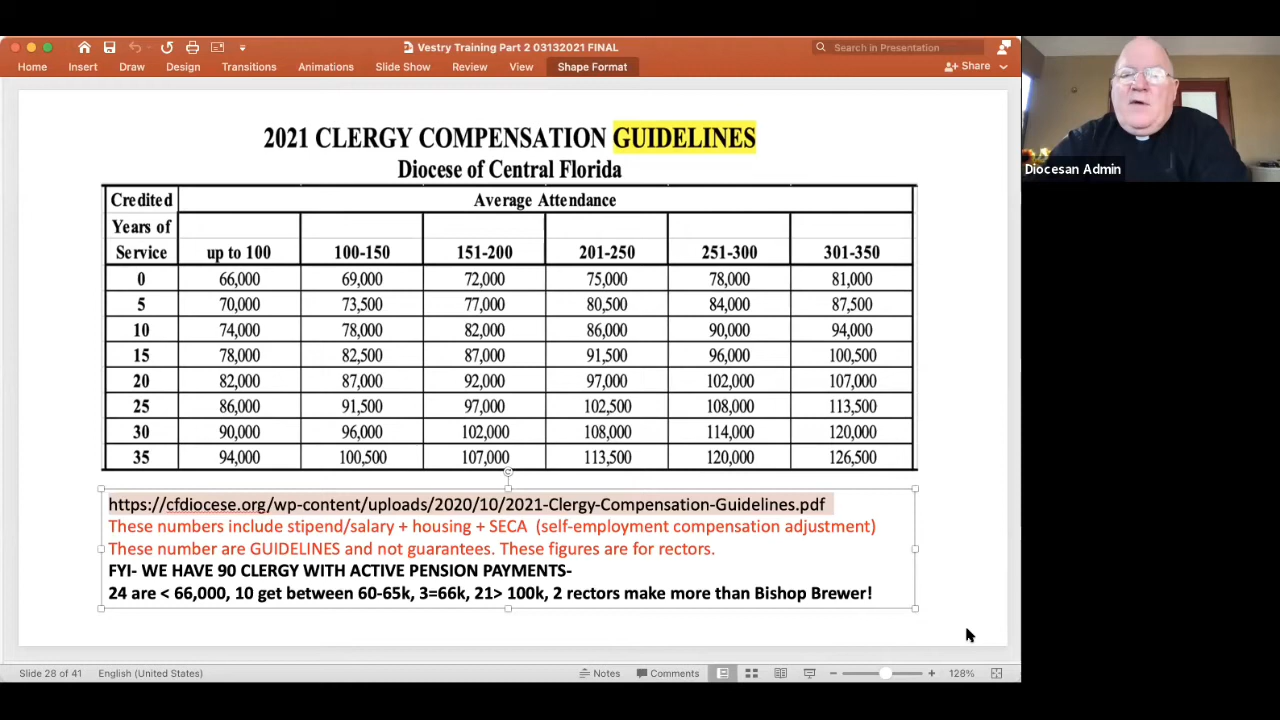 Vestry Training Part 2 03132021 FINAL
Search in Presentation
Home Insert Draw Design Transitions Animations Slide Show Review View Shape Format
Share
2021 CLERGY COMPENSATION GUIDELINES
Diocese of Central Florida
Credited Average Attendance
Years of
Service up to 100 100-150 151-200 201-250 251-300 301-350
0 66,000 69,000 72,000 75,000 78,000 81,000
5 70,000 73,500 77,000 80,500 84,000 87,500
10 74,000 78,000 82,000 86,000 90,000 94,000
15 78,000 82,500 87,000 91,500 96,000 100,500
20 82,000 87,000 92,000 97,000 102,000 107,000
25 86,000 91,500 97,000 102,500 108,000 113,500
30 90,000 96,000 102,000 108,000 114,000 120,000
35 94,000 100,500 107,000 113,500 120,000 126,500
https://cfdiocese.org/wp-content/uploads/2020/10/2021-Clergy-Compensation-Guidelines.pdf
These numbers include stipend/salary + housing + SECA (self-employment compensation adjustment)
These number are GUIDELINES and not guarantees. These figures are for rectors.
FYI- WE HAVE 90 CLERGY WITH ACTIVE PENSION PAYMENTS-
24 are < 66,000, 10 get between 60-65k, 3=66k, 21> 100k, 2 rectors make more than Bishop Brewer!
Slide 28 of 41 English (United States) Notes Comments 128%
Diocesan Admin